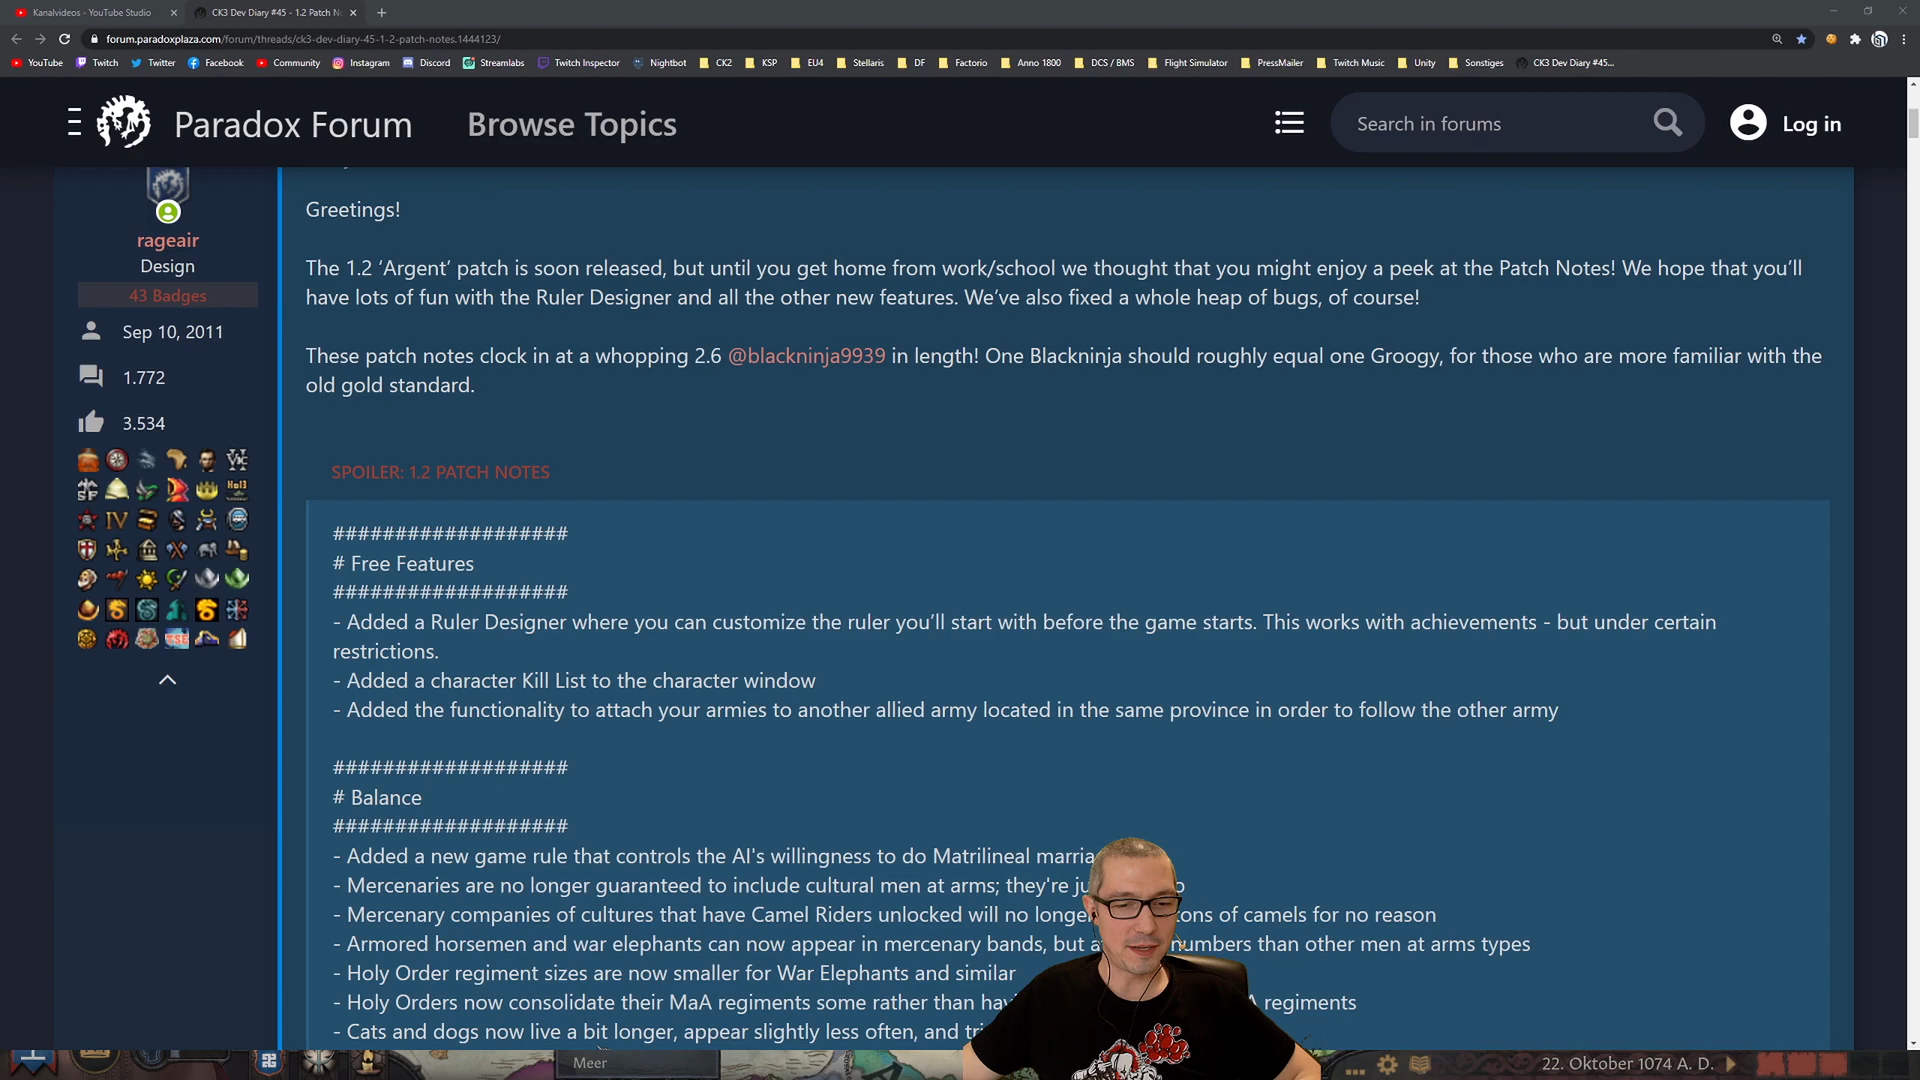 Kanalvideos - YouTube Studio
CK3 Dev Diary #45 - 1.2 Patch N
forum.paradoxplaza.com/forum/threads/ck3-dev-diary-45-1-2-patch-notes.1444123/
YouTube Twitch Twitter Facebook Community Instagram Discord Streamlabs Twitch Inspector Nightbot CK2 KSP EU4 Stellaris DF Factorio Anno 1800 DCS / BMS Flight Simulator PressMailer Twitch Music Unity Sonstiges CK3 Dev Diary #45...
Paradox Forum Browse Topics Search in forums Log in
rageair
Design
43 Badges
Sep 10, 2011
1.772
3.534
Greetings!
The 1.2 ‘Argent’ patch is soon released, but until you get home from work/school we thought that you might enjoy a peek at the Patch Notes! We hope that you’ll
have lots of fun with the Ruler Designer and all the other new features. We’ve also fixed a whole heap of bugs, of course!
These patch notes clock in at a whopping 2.6 @blackninja9939 in length! One Blackninja should roughly equal one Groogy, for those who are more familiar with the
old gold standard.
SPOILER: 1.2 PATCH NOTES
###################
# Free Features
###################
- Added a Ruler Designer where you can customize the ruler you’ll start with before the game starts. This works with achievements - but under certain
restrictions.
- Added a character Kill List to the character window
- Added the functionality to attach your armies to another allied army located in the same province in order to follow the other army
###################
# Balance
###################
- Added a new game rule that controls the AI's willingness to do Matrilineal marria
- Mercenaries are no longer guaranteed to include cultural men at arms; they're ju
- Mercenary companies of cultures that have Camel Riders unlocked will no longe tons of camels for no reason
- Armored horsemen and war elephants can now appear in mercenary bands, but a numbers than other men at arms types
- Holy Order regiment sizes are now smaller for War Elephants and similar
- Holy Orders now consolidate their MaA regiments some rather than havi regiments
- Cats and dogs now live a bit longer, appear slightly less often, and tri
Meer
22. Oktober 1074 A. D.